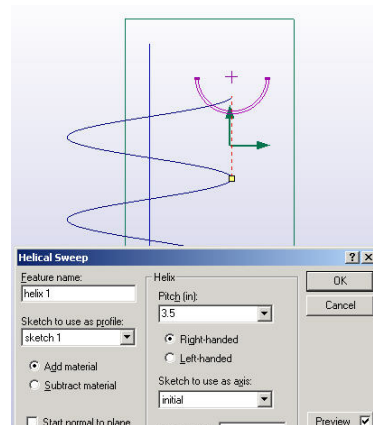 Helical Sweep
Feature name:
helix 1
Sketch to use as profile:
sketch 1
Add material
Subtract material
Start normal to plane
Helix
Pitch (in):
3.5
Right-handed
Left-handed
Sketch to use as axis:
initial
OK
Cancel
Preview